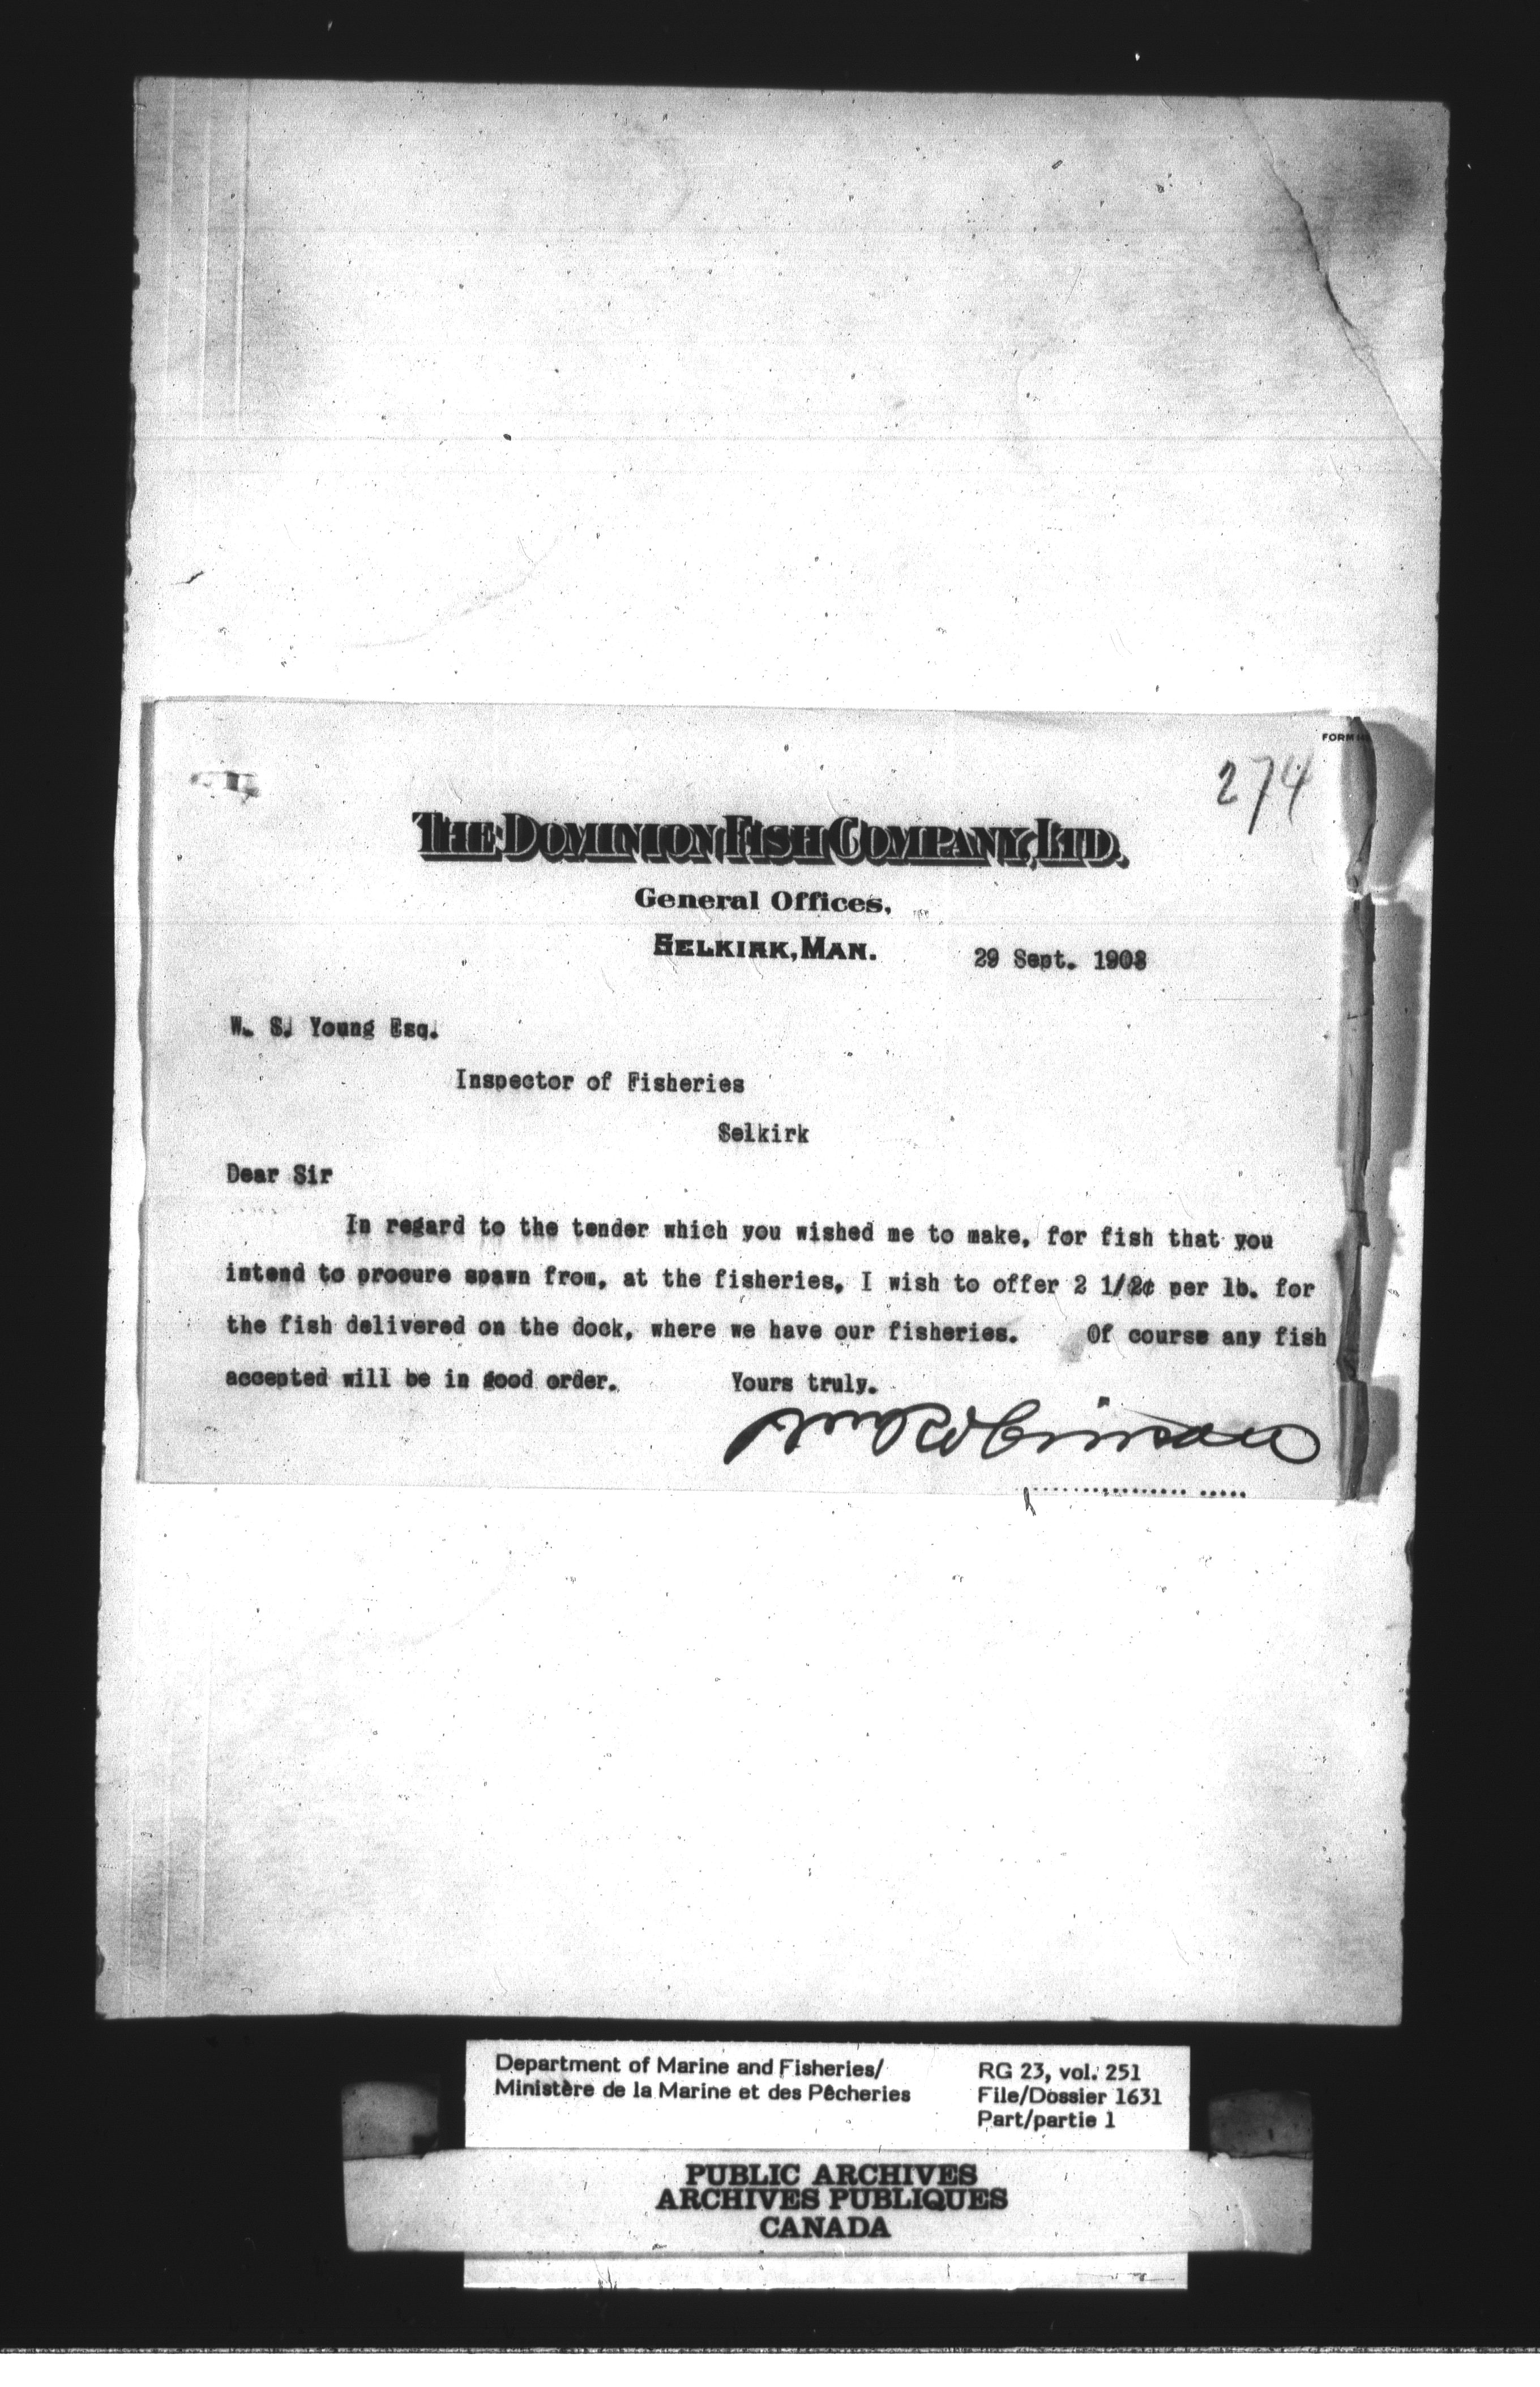 FORM
274
THE DOMINION FISH COMPANY, LTD.
General Offices,
SELKIRK, MAN. 29 Sept. 1908
W. S. Young Esq.
Inspector of Fisheries
Selkirk
Dear Sir
In regard to the tender which you wished me to make, for fish that you
intend to procure spawn from, at the fisheries, I wish to offer 2 1/2¢ per lb. for
the fish delivered on the dock, where we have our fisheries. Of course any fish
accepted will be in good order. Yours truly.
Wm Robinson
Department of Marine and Fisheries/
Ministère de la Marine et des Pêcheries
RG 23, vol. 251
File/Dossier 1631
Part/partie 1
PUBLIC ARCHIVES
ARCHIVES PUBLIQUES
CANADA